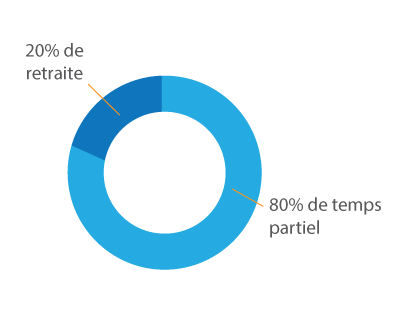 20% de
retraite
80% de temps
partiel